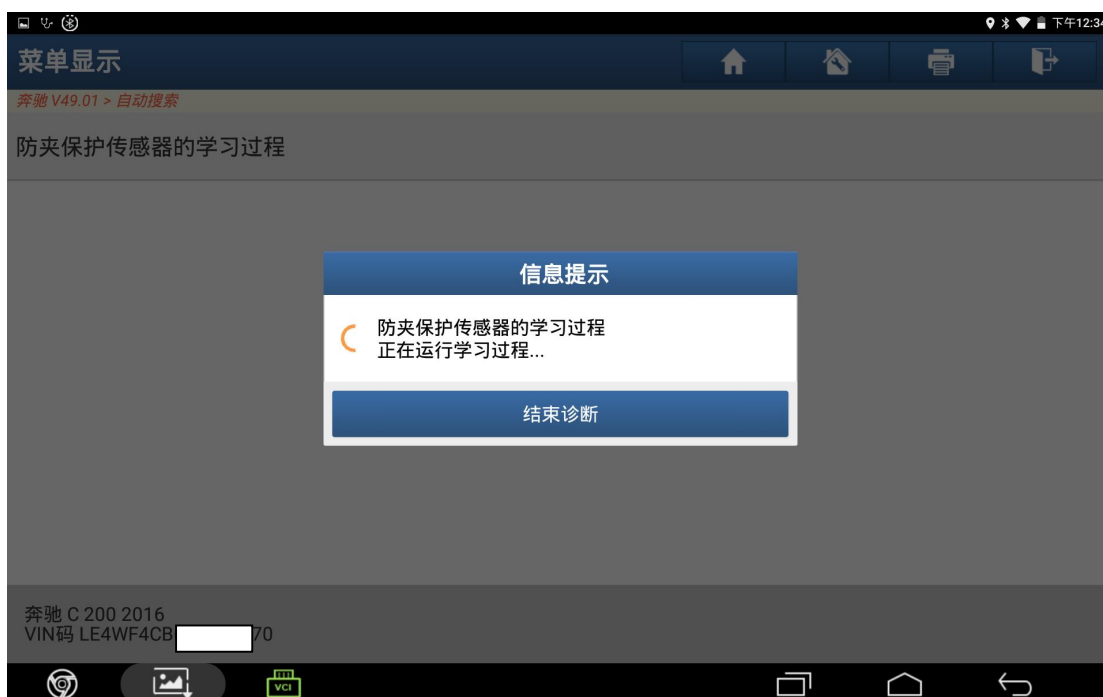 下午12:34
菜单显示
奔驰 V49.01 > 自动搜索
防夹保护传感器的学习过程
信息提示
防夹保护传感器的学习过程
正在运行学习过程...
结束诊断
奔驰 C 200 2016
VIN码 LE4WF4CB 70
VCI